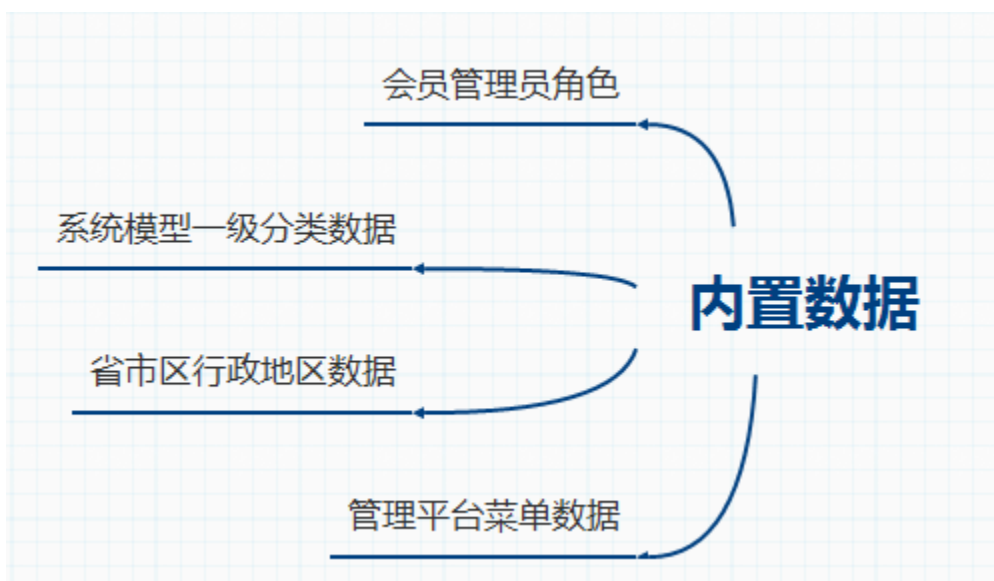 会员管理员角色
系统模型一级分类数据
内置数据
省市区行政地区数据
管理平台菜单数据